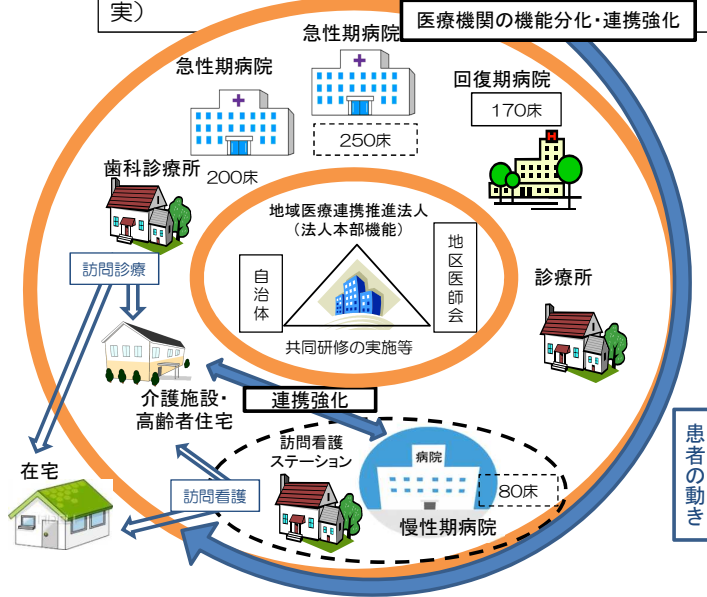 実）
医療機関の機能分化・連携強化
急性期病院
急性期病院
回復期病院
170床
250床
200床
歯科診療所
地域医療連携推進法人
（法人本部機能）
自治体
地区医師会
訪問診療
診療所
共同研修の実施等
介護施設・
高齢者住宅
連携強化
患者の動き
訪問看護
ステーション
病院
80床
在宅
訪問看護
慢性期病院